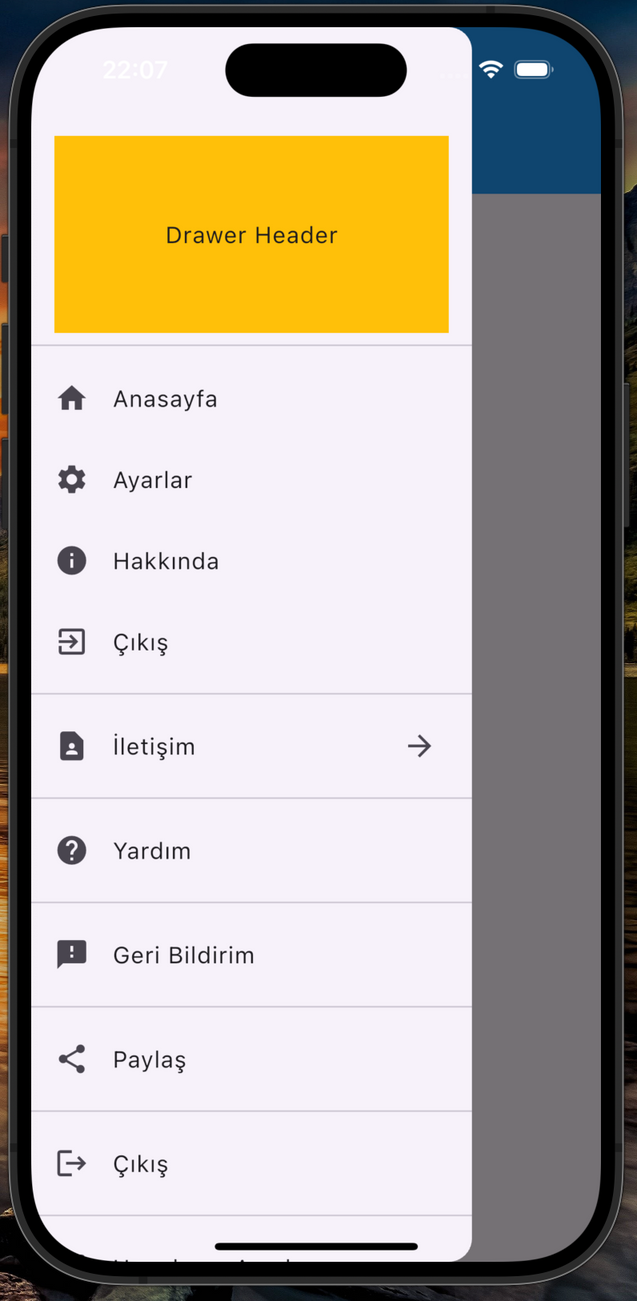 22:07
Drawer Header
Anasayfa
Ayarlar
Hakkında
Çıkış
İletişim
Yardım
Geri Bildirim
Paylaş
Çıkış